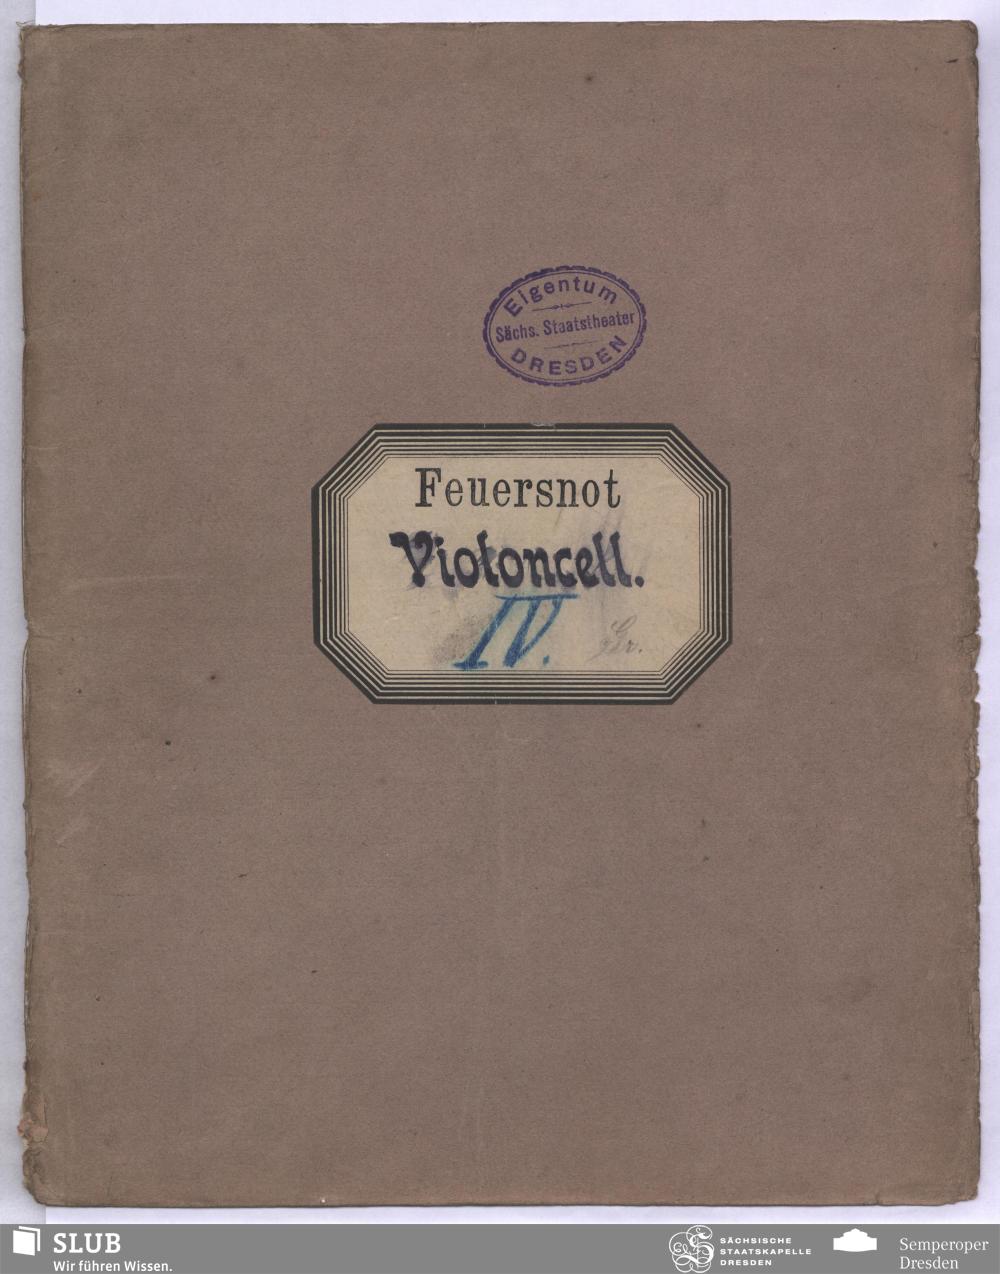 Eigentum
Sächs. Staatstheater
DRESDEN
Feuersnot
Violoncell.
IV.
SLUB
Wir führen Wissen.
SÄCHSISCHE
STAATSKAPELLE
DRESDEN
Semperoper
Dresden